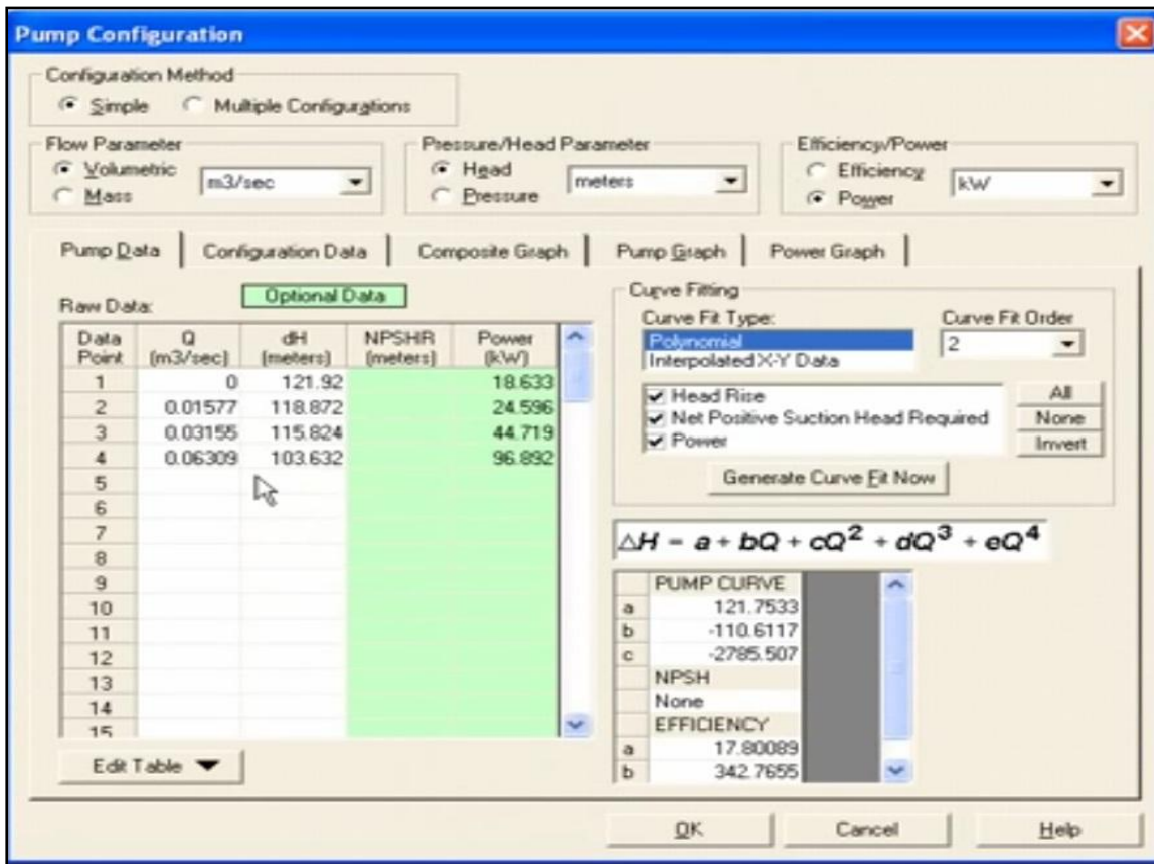 Pump Configuration
Configuration Method
Simple Multiple Configurations
Flow Parameter Pressure/Head Parameter Efficiency/Power
Volumetric m3/sec Head meters Efficiency kW
Mass Pressure Power
Pump Data Configuration Data Composite Graph Pump Graph Power Graph
Raw Data: Optional Data
Data Point Q (m3/sec) dH (meters) NPSHR (meters) Power (kW)
1 0 121.92 18.633
2 0.01577 118.872 24.596
3 0.03155 115.824 44.719
4 0.06309 103.632 96.892
5
6
7
8
9
10
11
12
13
14
15
Edit Table
Curve Fitting
Curve Fit Type: Curve Fit Order
Polynomial 2
Interpolated X-Y Data
Head Rise All
Net Positive Suction Head Required None
Power Invert
Generate Curve Fit Now
△H = a + bQ + cQ² + dQ³ + eQ⁴
PUMP CURVE
a 121.7533
b -110.6117
c -2785.507
NPSH
None
EFFICIENCY
a 17.80089
b 342.7655
OK Cancel Help